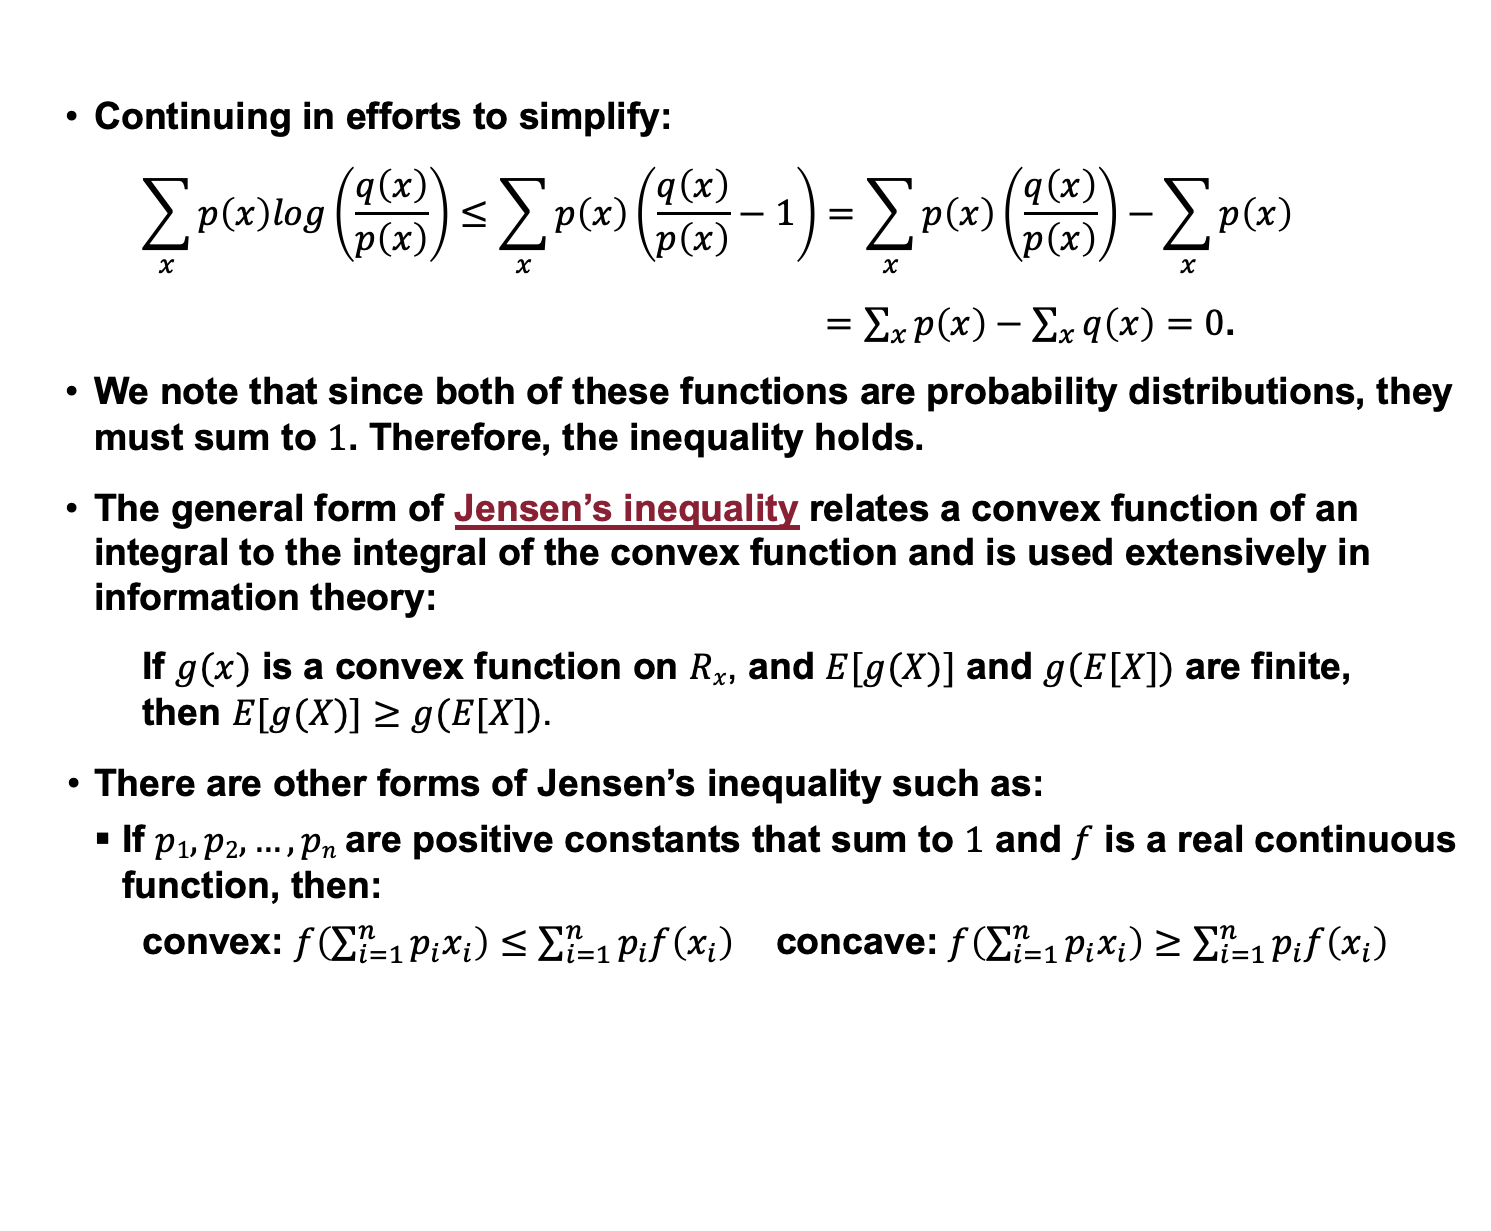 • Continuing in efforts to simplify:
∑ₓ p(x)log(q(x)/p(x)) ≤ ∑ₓ p(x)(q(x)/p(x) − 1) = ∑ₓ p(x)(q(x)/p(x)) − ∑ₓ p(x)
= ∑ₓ p(x) − ∑ₓ q(x) = 0.
• We note that since both of these functions are probability distributions, they
must sum to 1. Therefore, the inequality holds.
• The general form of Jensen’s inequality relates a convex function of an
integral to the integral of the convex function and is used extensively in
information theory:
If g(x) is a convex function on Rₓ, and E[g(X)] and g(E[X]) are finite,
then E[g(X)] ≥ g(E[X]).
• There are other forms of Jensen’s inequality such as:
▪ If p₁, p₂, … , pₙ are positive constants that sum to 1 and f is a real continuous
function, then:
convex: f(∑ⁿᵢ₌₁ pᵢxᵢ) ≤ ∑ⁿᵢ₌₁ pᵢf(xᵢ) concave: f(∑ⁿᵢ₌₁ pᵢxᵢ) ≥ ∑ⁿᵢ₌₁ pᵢf(xᵢ)